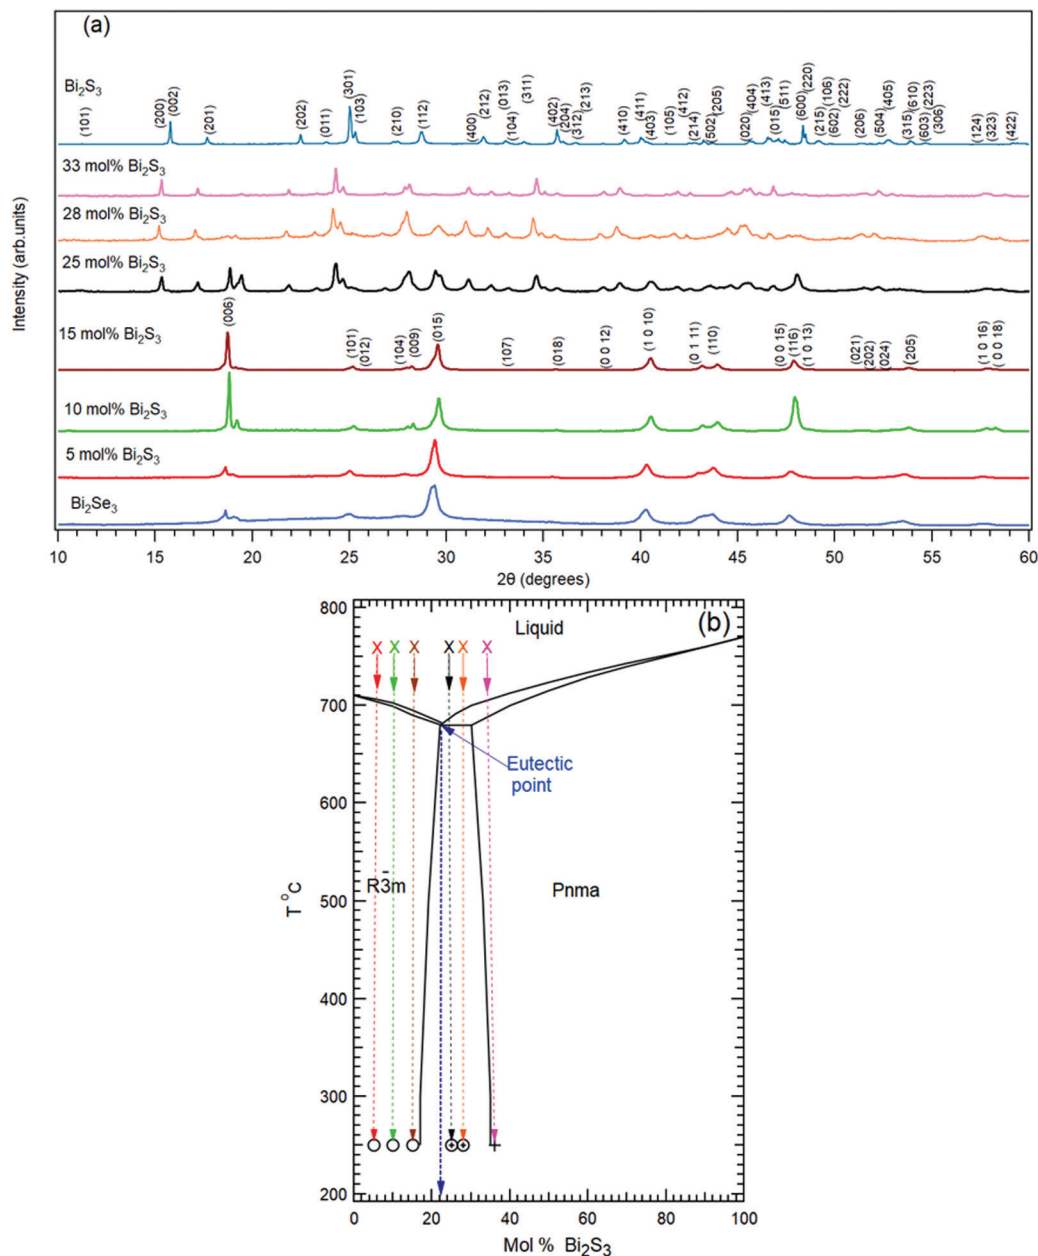 (a)
Bi2S3
(101) (200) (002) (201) (202) (011) (301) (103) (210) (112) (400) (212) (013) (104) (311) (402) (204) (312) (213) (410) (411) (403) (105) (412) (214) (502) (205) (020) (404) (413) (015) (511) (600) (220) (215) (106) (602) (222) (206) (504) (405) (315) (610) (603) (223) (306) (124) (323) (422)
33 mol% Bi2S3
28 mol% Bi2S3
25 mol% Bi2S3
15 mol% Bi2S3
(006) (101) (012) (104) (009) (015) (107) (018) (0 0 12) (1 0 10) (0 1 11) (110) (0 0 15) (116) (1 0 13) (021) (202) (024) (205) (1 0 16) (0 0 18)
10 mol% Bi2S3
5 mol% Bi2S3
Bi2Se3
Intensity (arb.units)
10 15 20 25 30 35 40 45 50 55 60
2θ (degrees)
(b)
Liquid
X X X X X X
Eutectic
point
R3̄m
Pnma
800
700
600
500
400
300
200
T °C
0 20 40 60 80 100
Mol % Bi2S3